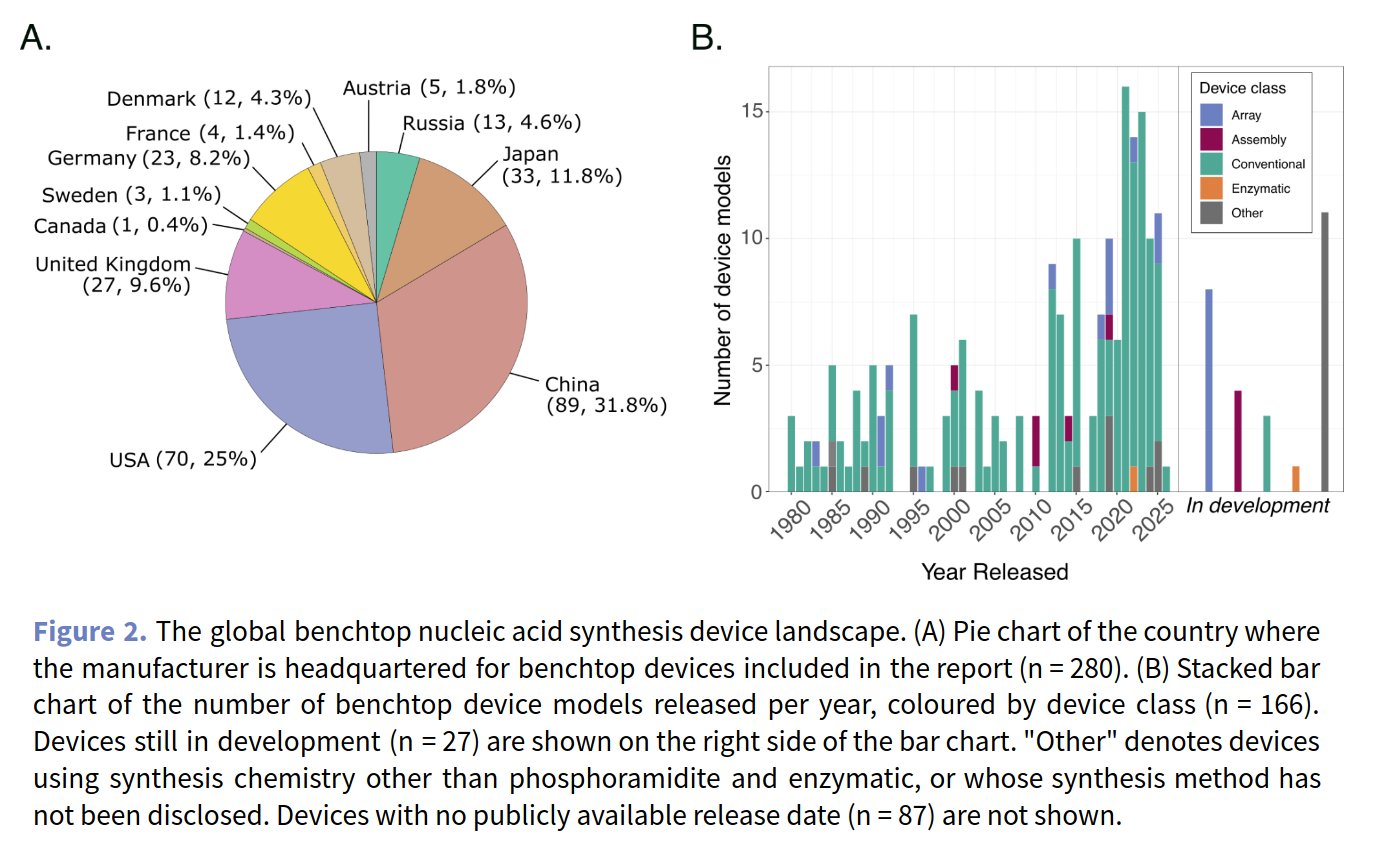 A.
Austria (5, 1.8%)
Denmark (12, 4.3%)
Russia (13, 4.6%)
France (4, 1.4%)
Japan
(33, 11.8%)
Germany (23, 8.2%)
Sweden (3, 1.1%)
Canada (1, 0.4%)
United Kingdom
(27, 9.6%)
China
(89, 31.8%)
USA (70, 25%)
B.
Number of device models
15
10
5
0
1980
1985
1990
1995
2000
2005
2010
2015
2020
2025
In development
Year Released
Device class
Array
Assembly
Conventional
Enzymatic
Other
Figure 2. The global benchtop nucleic acid synthesis device landscape. (A) Pie chart of the country where
the manufacturer is headquartered for benchtop devices included in the report (n = 280). (B) Stacked bar
chart of the number of benchtop device models released per year, coloured by device class (n = 166).
Devices still in development (n = 27) are shown on the right side of the bar chart. "Other" denotes devices
using synthesis chemistry other than phosphoramidite and enzymatic, or whose synthesis method has
not been disclosed. Devices with no publicly available release date (n = 87) are not shown.